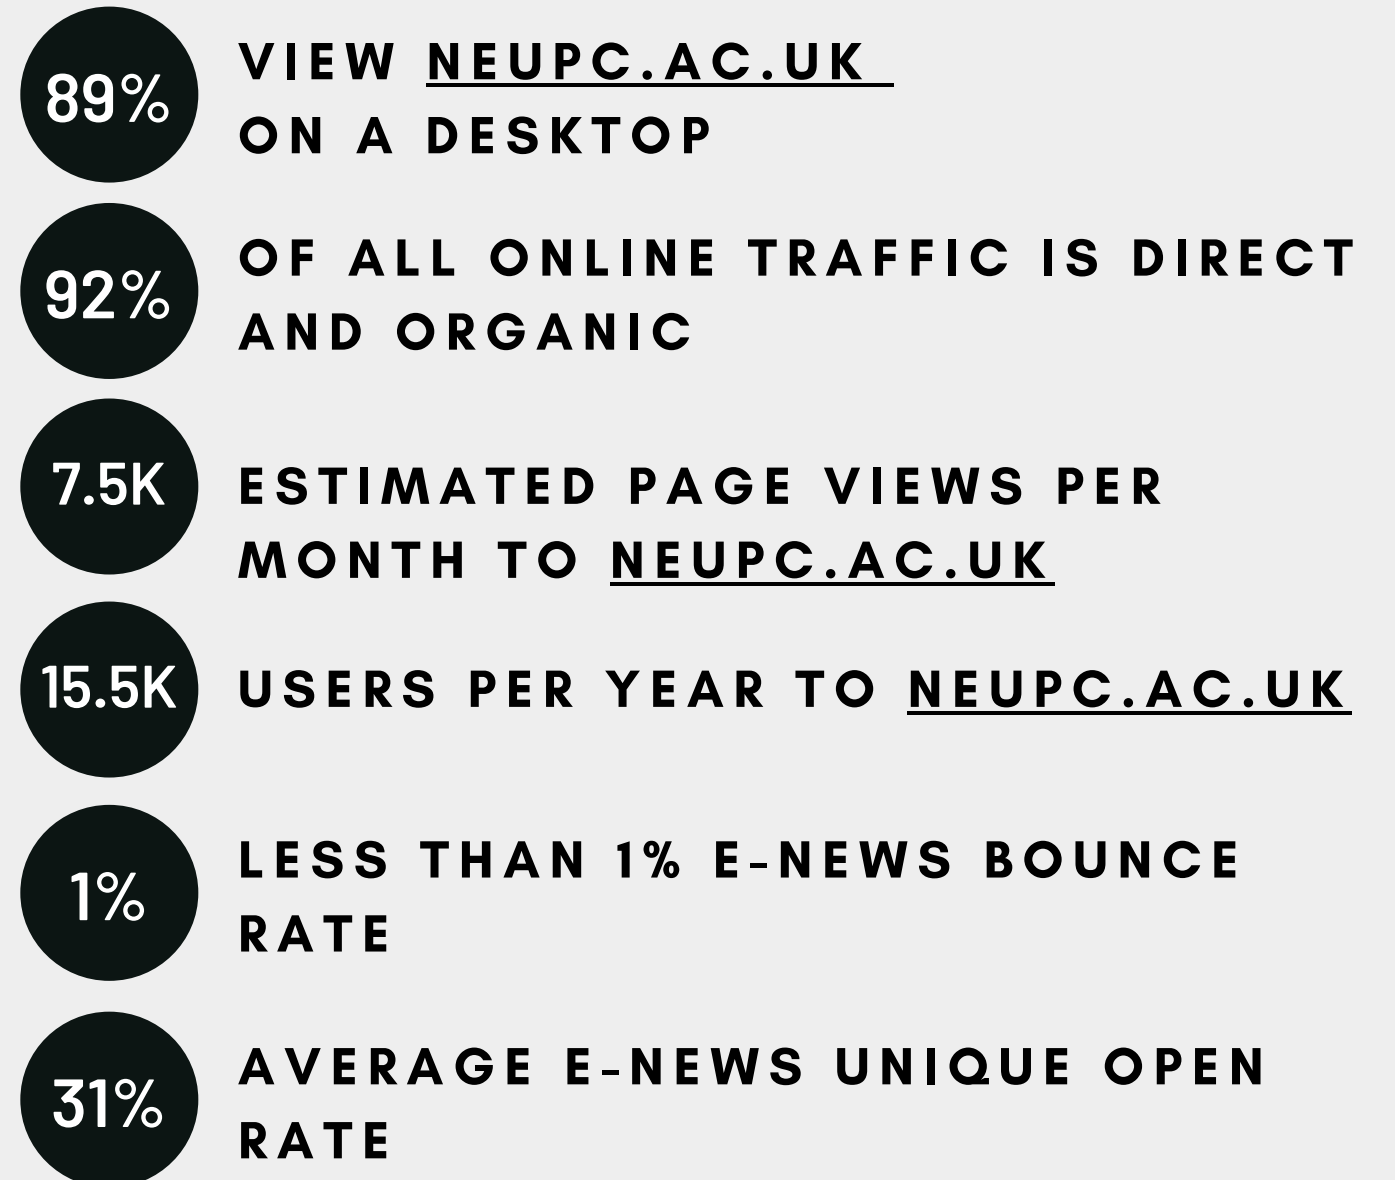 89%
VIEW NEUPC.AC.UK
ON A DESKTOP
92%
OF ALL ONLINE TRAFFIC IS DIRECT
AND ORGANIC
7.5K
ESTIMATED PAGE VIEWS PER
MONTH TO NEUPC.AC.UK
15.5K
USERS PER YEAR TO NEUPC.AC.UK
1%
LESS THAN 1% E-NEWS BOUNCE
RATE
31%
AVERAGE E-NEWS UNIQUE OPEN
RATE